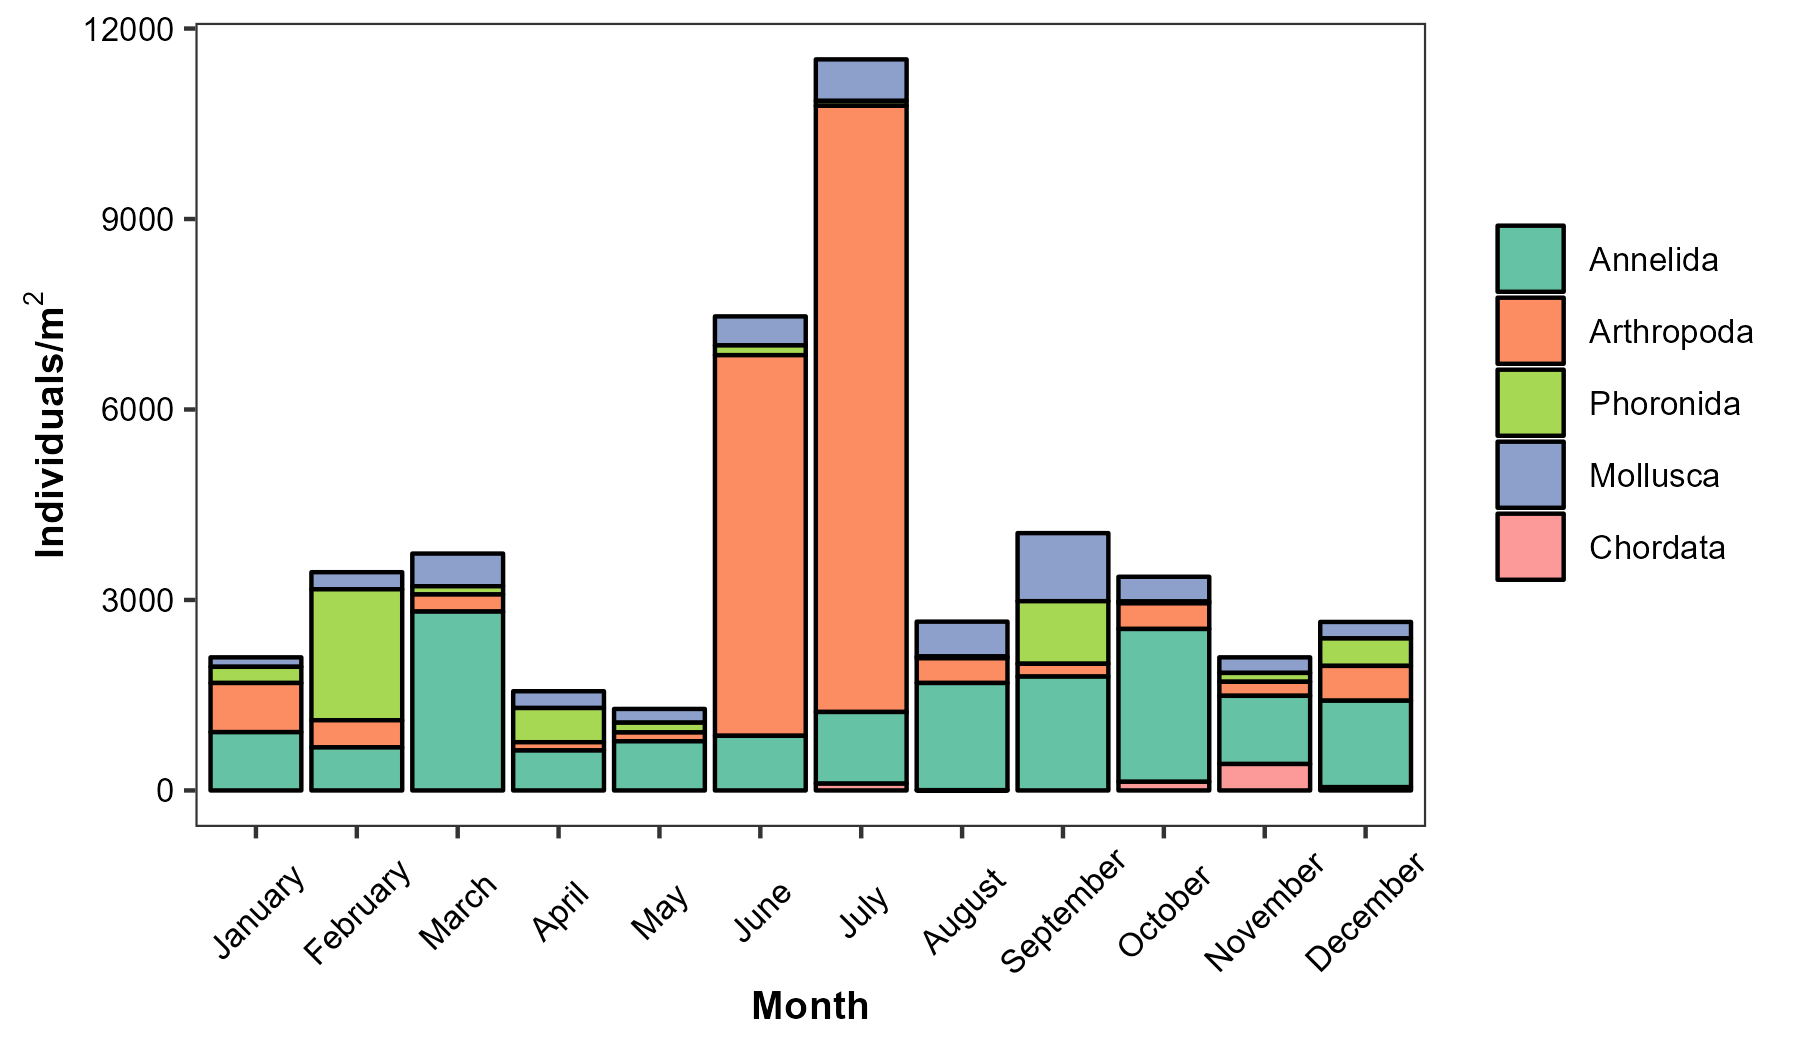 12000
9000
6000
3000
0
Individuals/m²
January
February
March
April
May
June
July
August
September
October
November
December
Month
Annelida
Arthropoda
Phoronida
Mollusca
Chordata